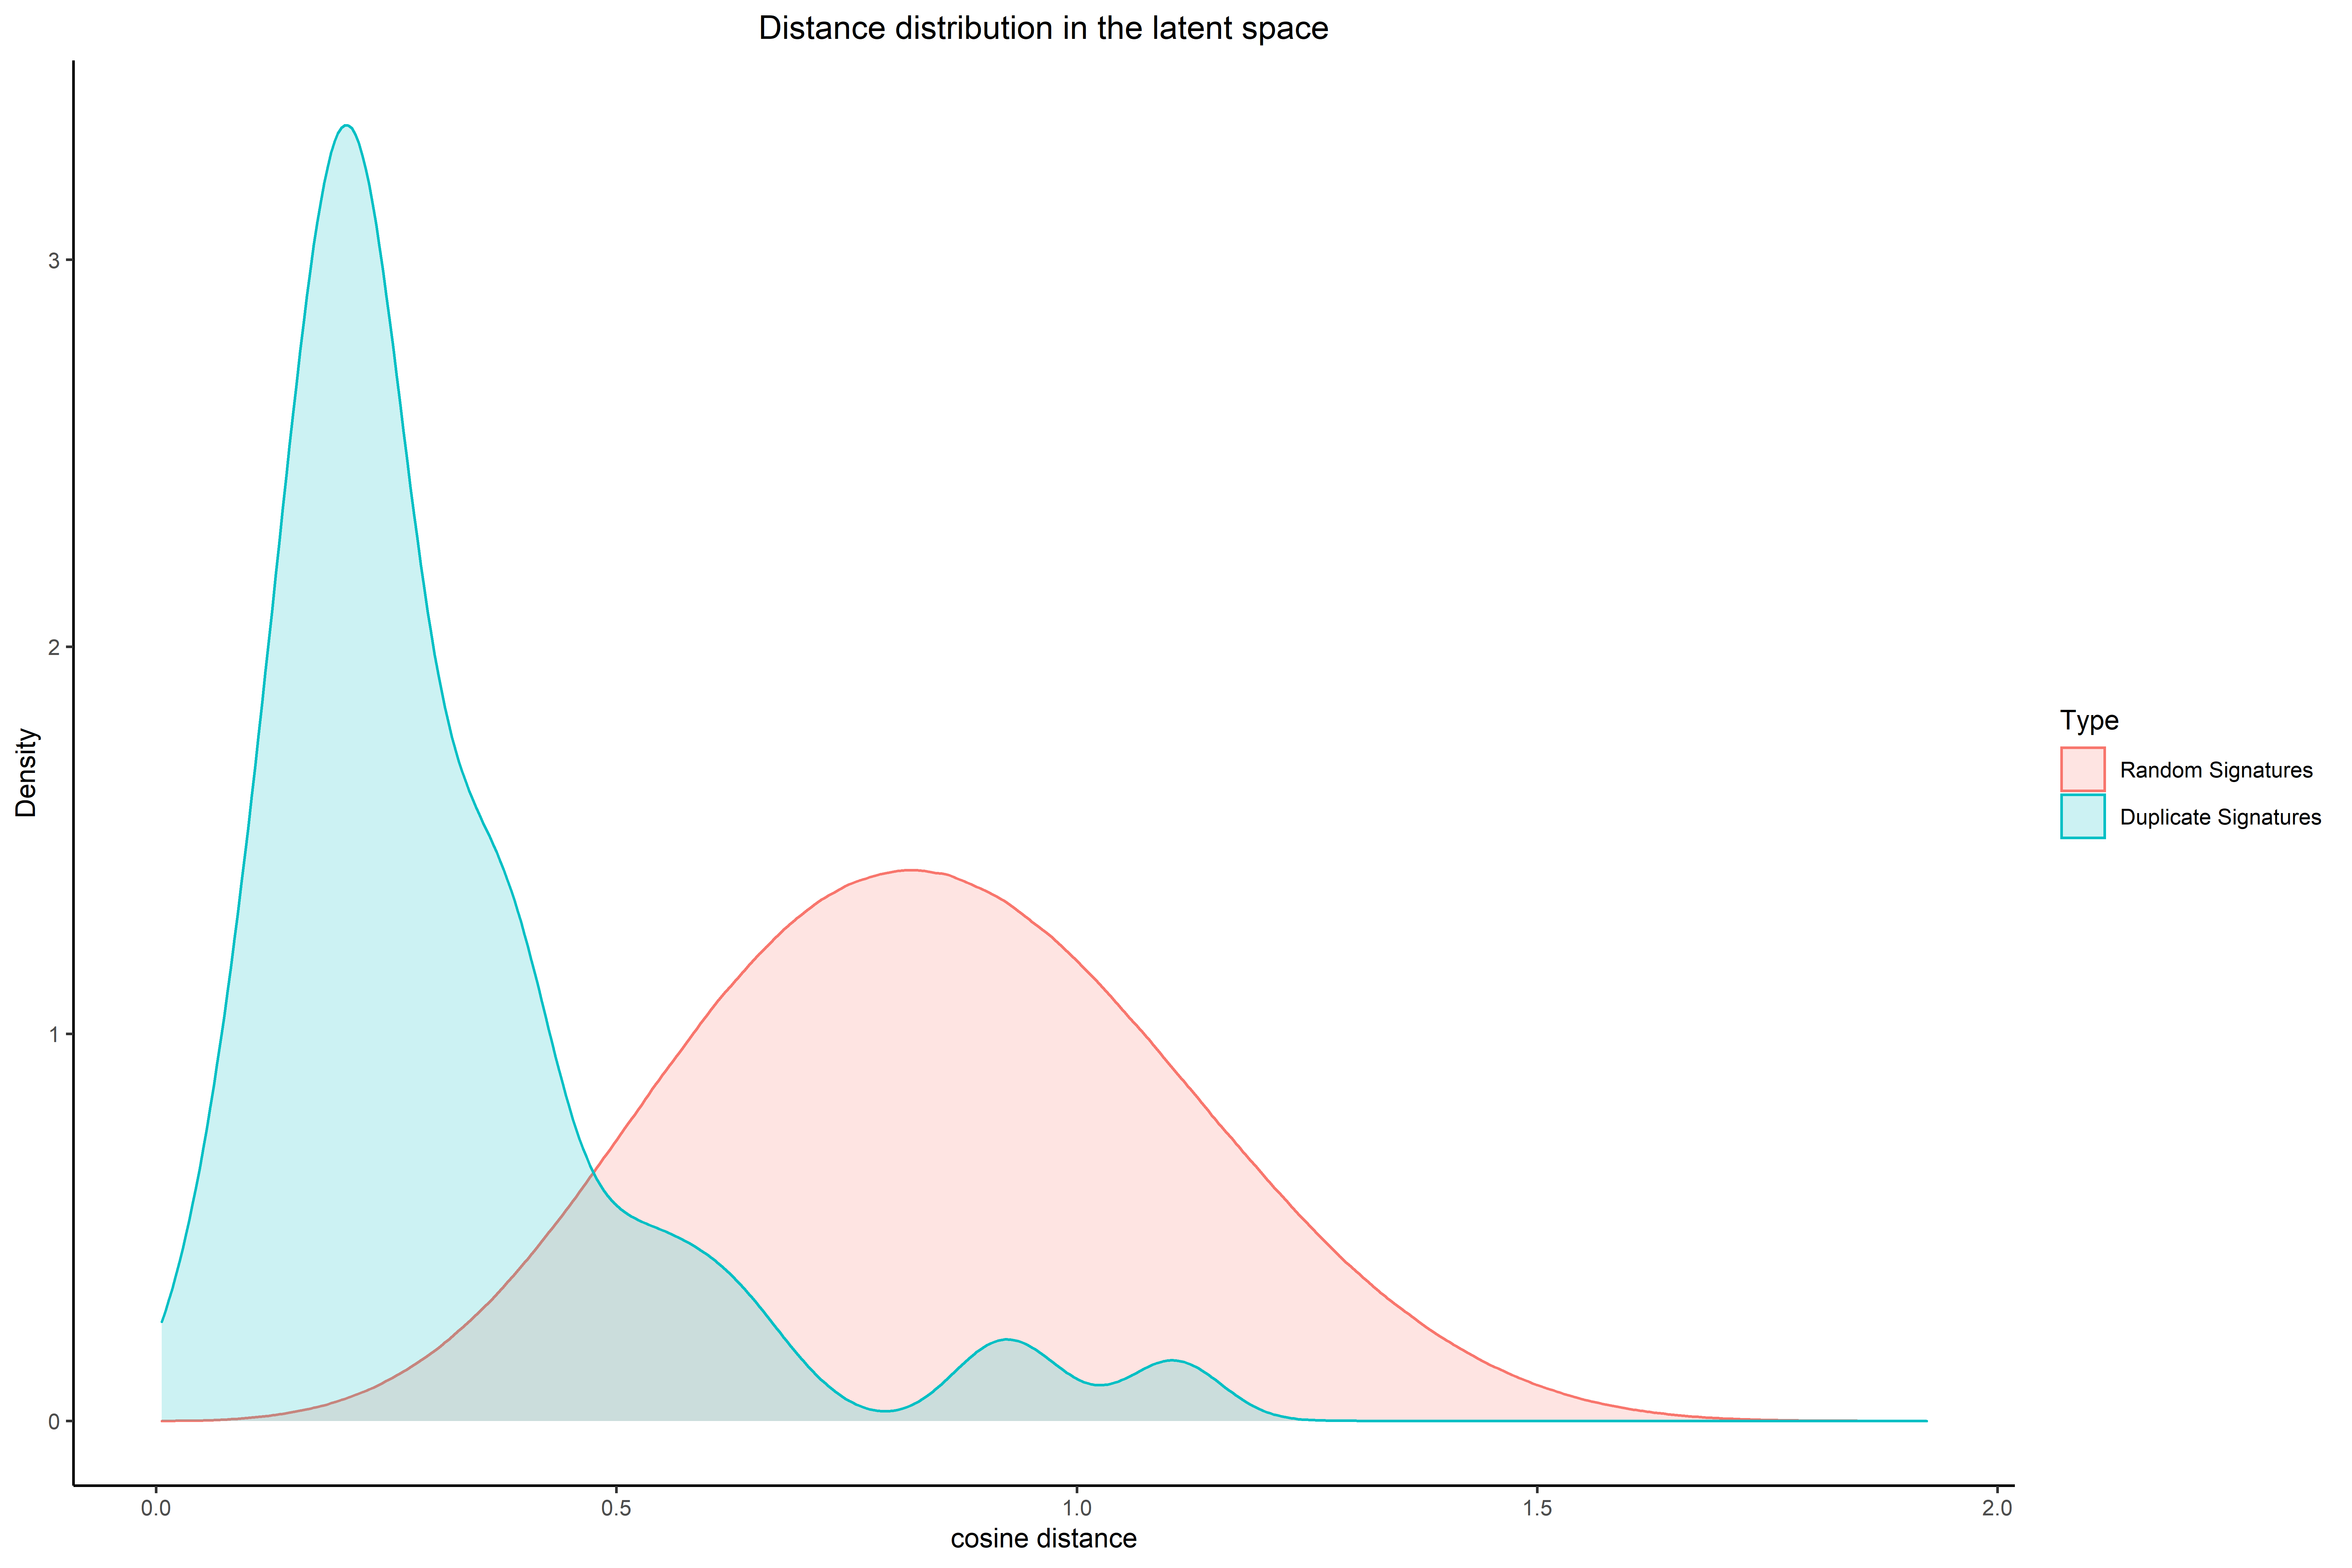 Distance distribution in the latent space
3
2
1
0
Density
0.0 0.5 1.0 1.5 2.0
cosine distance
Type
Random Signatures
Duplicate Signatures